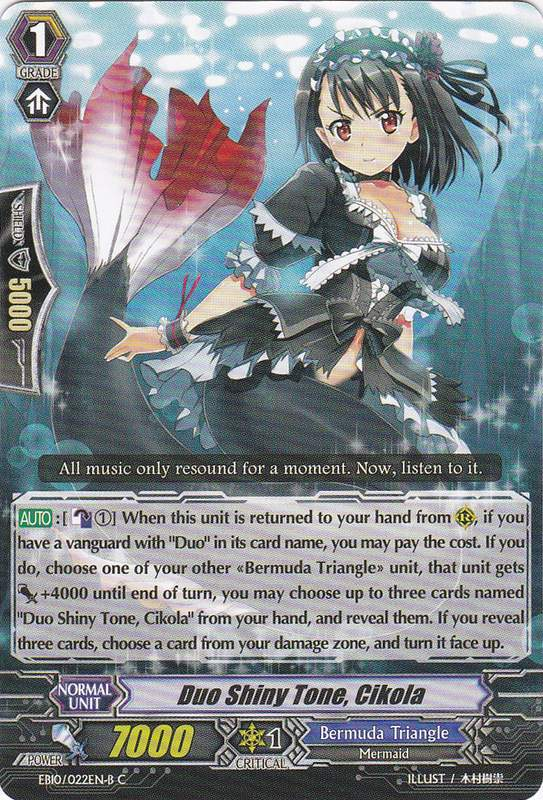 1
GRADE
SHIELD
5000
All music only resound for a moment. Now, listen to it.
AUTO : [ ①] When this unit is returned to your hand from Ⓡ, if you
have a vanguard with "Duo" in its card name, you may pay the cost. If you
do, choose one of your other «Bermuda Triangle» unit, that unit gets
+4000 until end of turn, you may choose up to three cards named
"Duo Shiny Tone, Cikola" from your hand, and reveal them. If you reveal
three cards, choose a card from your damage zone, and turn it face up.
NORMAL
UNIT
Duo Shiny Tone, Cikola
POWER
7000
1
CRITICAL
Bermuda Triangle
Mermaid
EB10/022EN-B C
ILLUST / 木村樹崇